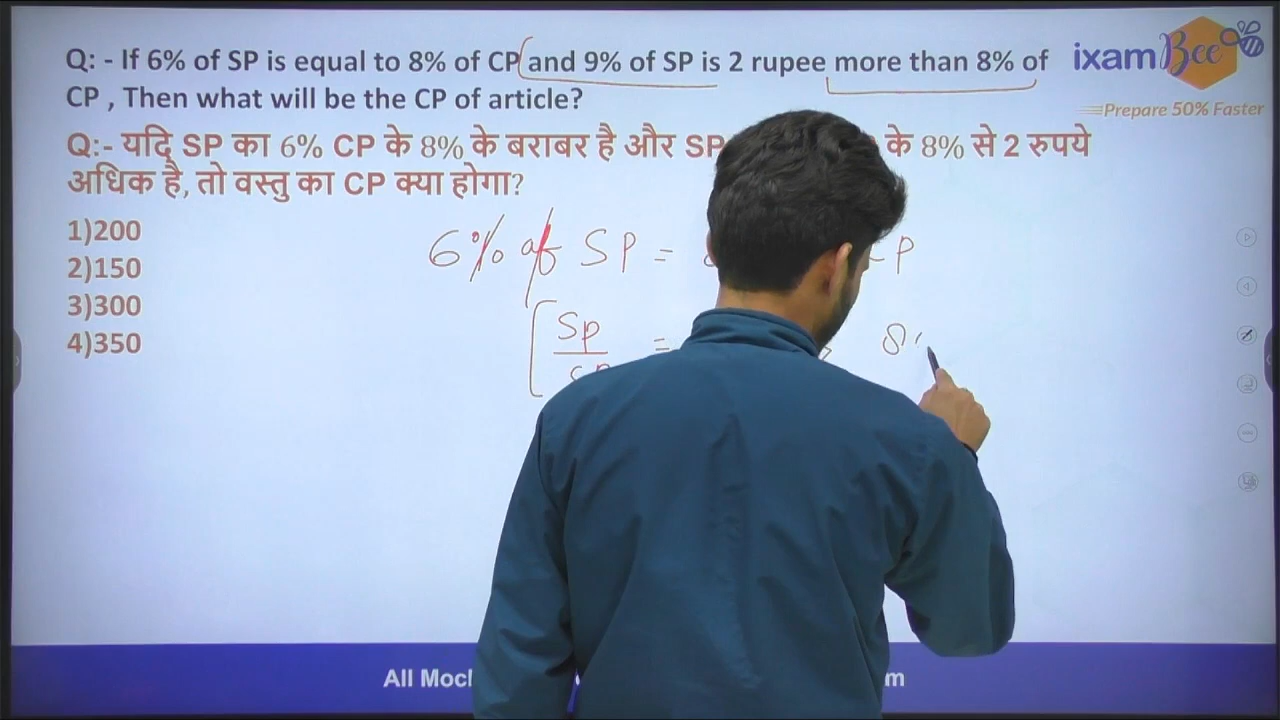 Q: - If 6% of SP is equal to 8% of CP and 9% of SP is 2 rupee more than 8% of
CP , Then what will be the CP of article?
ixamBee
Prepare 50% Faster
Q:- यदि SP का 6% CP के 8% के बराबर है और SP के 8% से 2 रुपये
अधिक है, तो वस्तु का CP क्या होगा?
1)200
2)150
3)300
4)350
6% of SP = P
SP =
8
All m